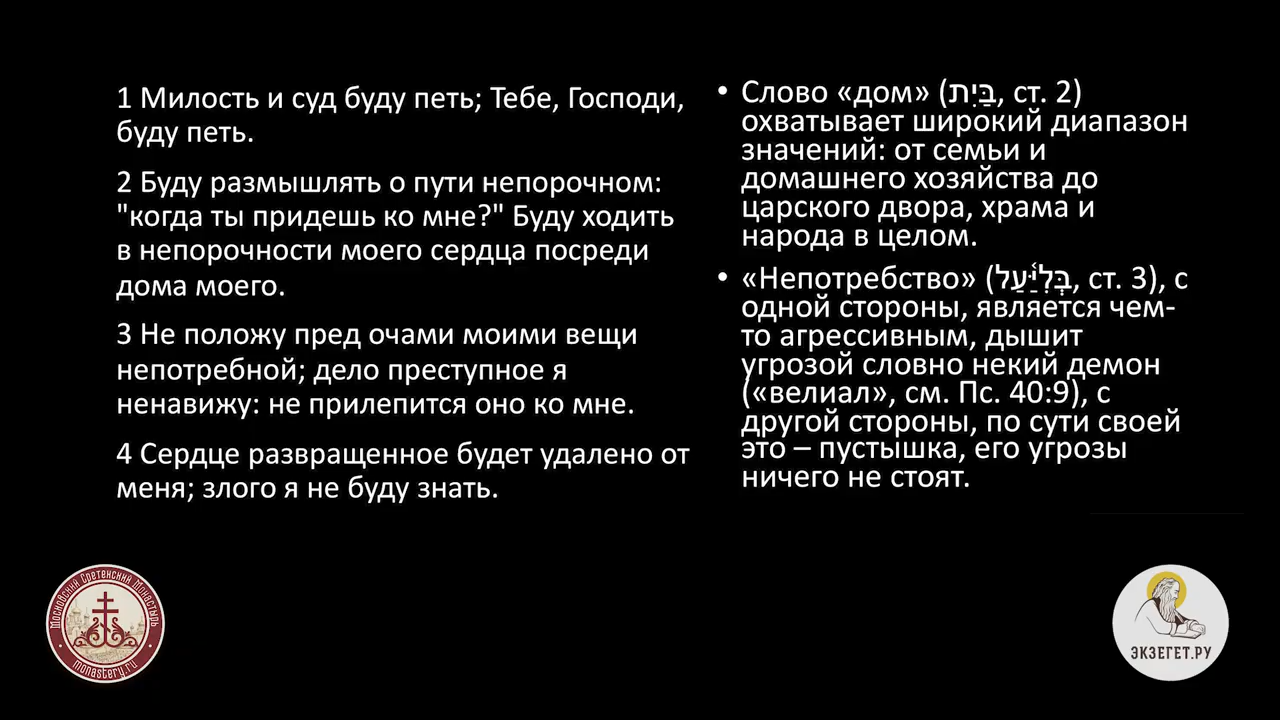 1 Милость и суд буду петь; Тебе, Господи,
буду петь.
2 Буду размышлять о пути непорочном:
"когда ты придешь ко мне?" Буду ходить
в непорочности моего сердца посреди
дома моего.
3 Не положу пред очами моими вещи
непотребной; дело преступное я
ненавижу: не прилепится оно ко мне.
4 Сердце развращенное будет удалено от
меня; злого я не буду знать.
• Слово «дом» (בַּיִת, ст. 2)
охватывает широкий диапазон
значений: от семьи и
домашнего хозяйства до
царского двора, храма и
народа в целом.
• «Непотребство» (בְּלִ֫יָּ֥עַל, ст. 3), с
одной стороны, является чем-
то агрессивным, дышит
угрозой словно некий демон
(«велиал», см. Пс. 40:9), с
другой стороны, по сути своей
это – пустышка, его угрозы
ничего не стоят.
Московский Сретенский Монастырь
monastery.ru
ЭКЗЕГЕТ.РУ